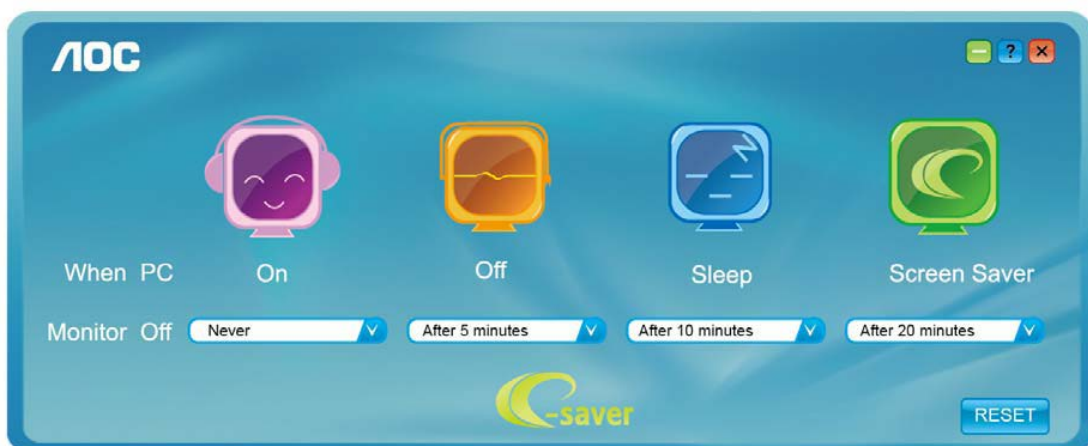 AOC
?
When PC On Off Sleep Screen Saver
Monitor Off Never After 5 minutes After 10 minutes After 20 minutes
e-saver
RESET